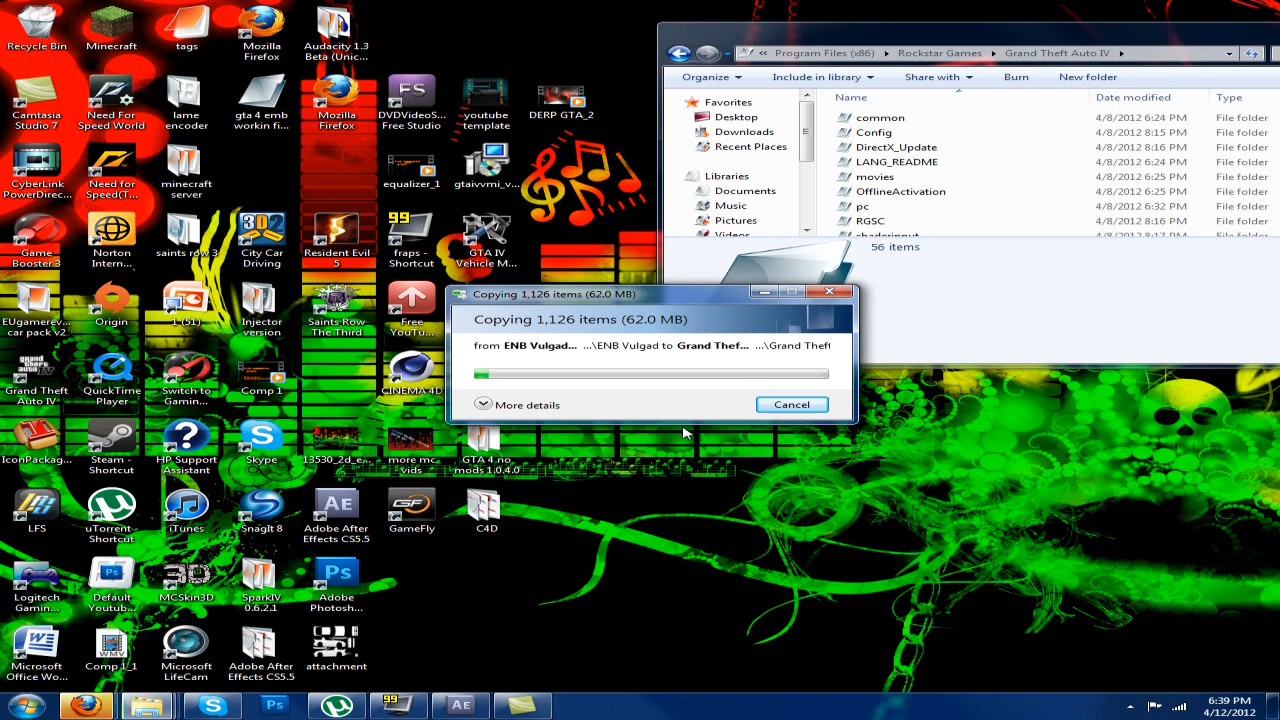 Recycle Bin
Minecraft
tags
Mozilla
Firefox
Audacity 1.3
Beta (Unic...
Camtasia
Studio 7
Need For
Speed World
lame
encoder
gta 4 emb
workin fi...
Mozilla
Firefox
FS
DVDVideoS...
Free Studio
youtube
template
DERP GTA_2
CyberLink
PowerDirec...
Need for
Speed(T...
minecraft
server
equalizer_1
gtaivvmi_v...
Game
Booster 3
Norton
Intern...
saints row 3
City Car
Driving
Resident Evil
5
99
fraps -
Shortcut
GTA IV
Vehicle M...
EUgamerev...
car pack v2
Origin
1 (51)
Injector
version
Saints Row
The Third
Free
YouTu...
Grand Theft
Auto IV
QuickTime
Player
Switch to
Gamin...
Comp 1
CINEMA 4D
IconPackag...
Steam -
Shortcut
HP Support
Assistant
Skype
13530_2d_e...
more mc
vids
GTA 4 no
mods 1.0.4.0
LFS
uTorrent -
Shortcut
iTunes
SnagIt 8
AE
Adobe After
Effects CS5.5
GF
GameFly
C4D
Logitech
Gamin...
Ps
Default
Youtub...
MCSkin3D
SparkIV
0.6.2.1
Ps
Adobe
Photosh...
Microsoft
Office Wo...
WMV
Comp 1_1
Microsoft
LifeCam
Adobe After
Effects CS5.5
attachment
« Program Files (x86) Rockstar Games Grand Theft Auto IV
Organize Include in library Share with Burn New folder
Favorites
Desktop
Downloads
Recent Places
Libraries
Documents
Music
Pictures
Videos
Name Date modified Type
common 4/8/2012 6:24 PM File folder
Config 4/8/2012 8:16 PM File folder
DirectX_Update 4/8/2012 6:24 PM File folder
LANG_README 4/8/2012 6:24 PM File folder
movies 4/8/2012 6:25 PM File folder
OfflineActivation 4/8/2012 6:25 PM File folder
pc 4/8/2012 6:32 PM File folder
RGSC 4/8/2012 8:16 PM File folder
shaderinput 4/8/2012 8:17 PM File folder
56 items
Copying 1,126 items (62.0 MB)
Copying 1,126 items (62.0 MB)
from ENB Vulgad... ...\ENB Vulgad to Grand Thef... ...\Grand Theft
More details
Cancel
Ps
99
AE
6:39 PM
4/12/2012